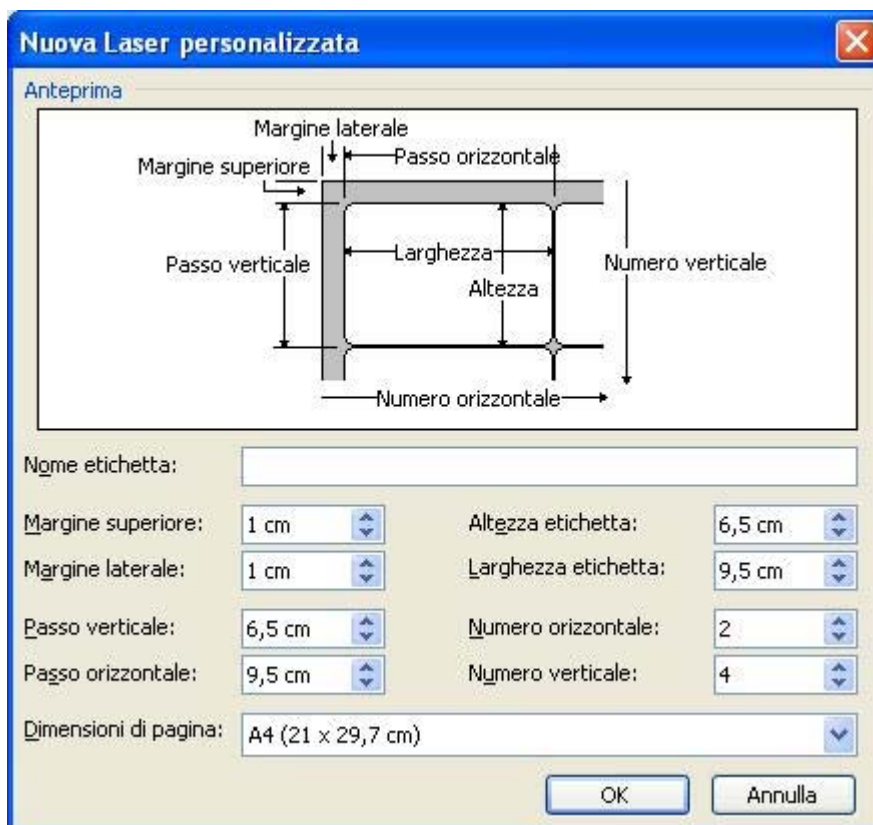 Nuova Laser personalizzata
Anteprima
Margine laterale
Margine superiore
Passo orizzontale
Passo verticale
Larghezza
Altezza
Numero verticale
Numero orizzontale
Nome etichetta:
Margine superiore: 1 cm Altezza etichetta: 6,5 cm
Margine laterale: 1 cm Larghezza etichetta: 9,5 cm
Passo verticale: 6,5 cm Numero orizzontale: 2
Passo orizzontale: 9,5 cm Numero verticale: 4
Dimensioni di pagina: A4 (21 x 29,7 cm)
OK Annulla